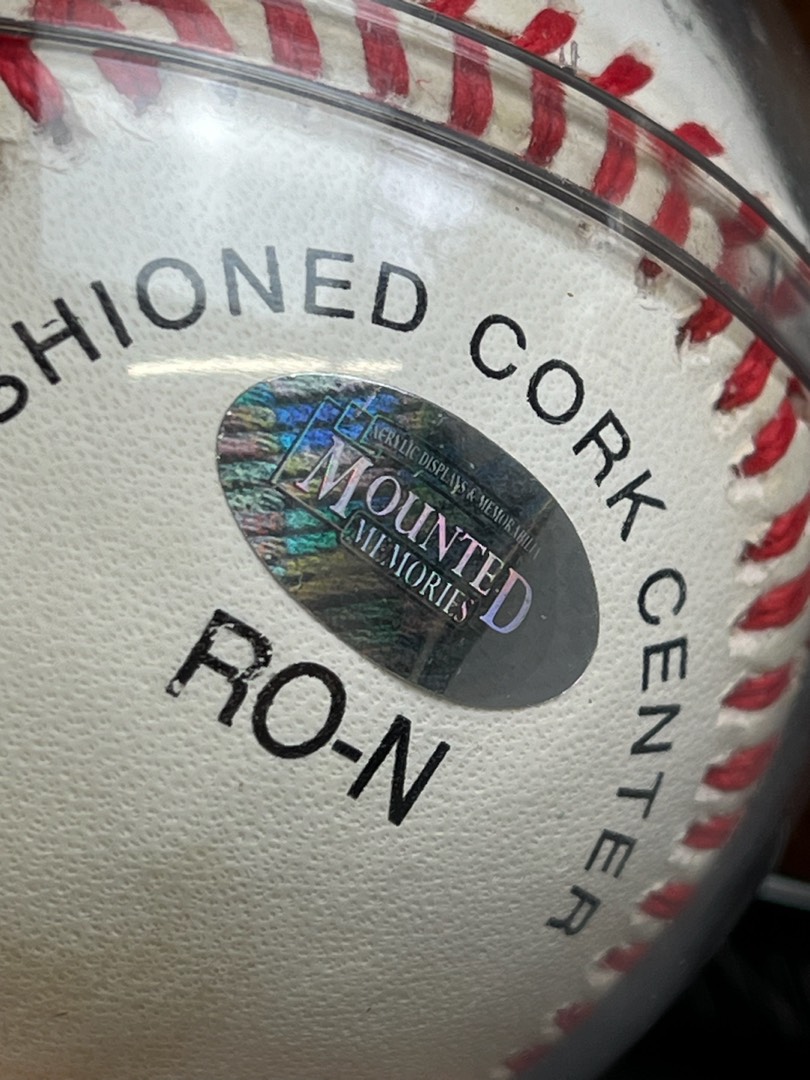 SHIONED CORK CENTER
ACRYLIC DISPLAYS & MEMORABILIA
MOUNTED
MEMORIES
RO-N